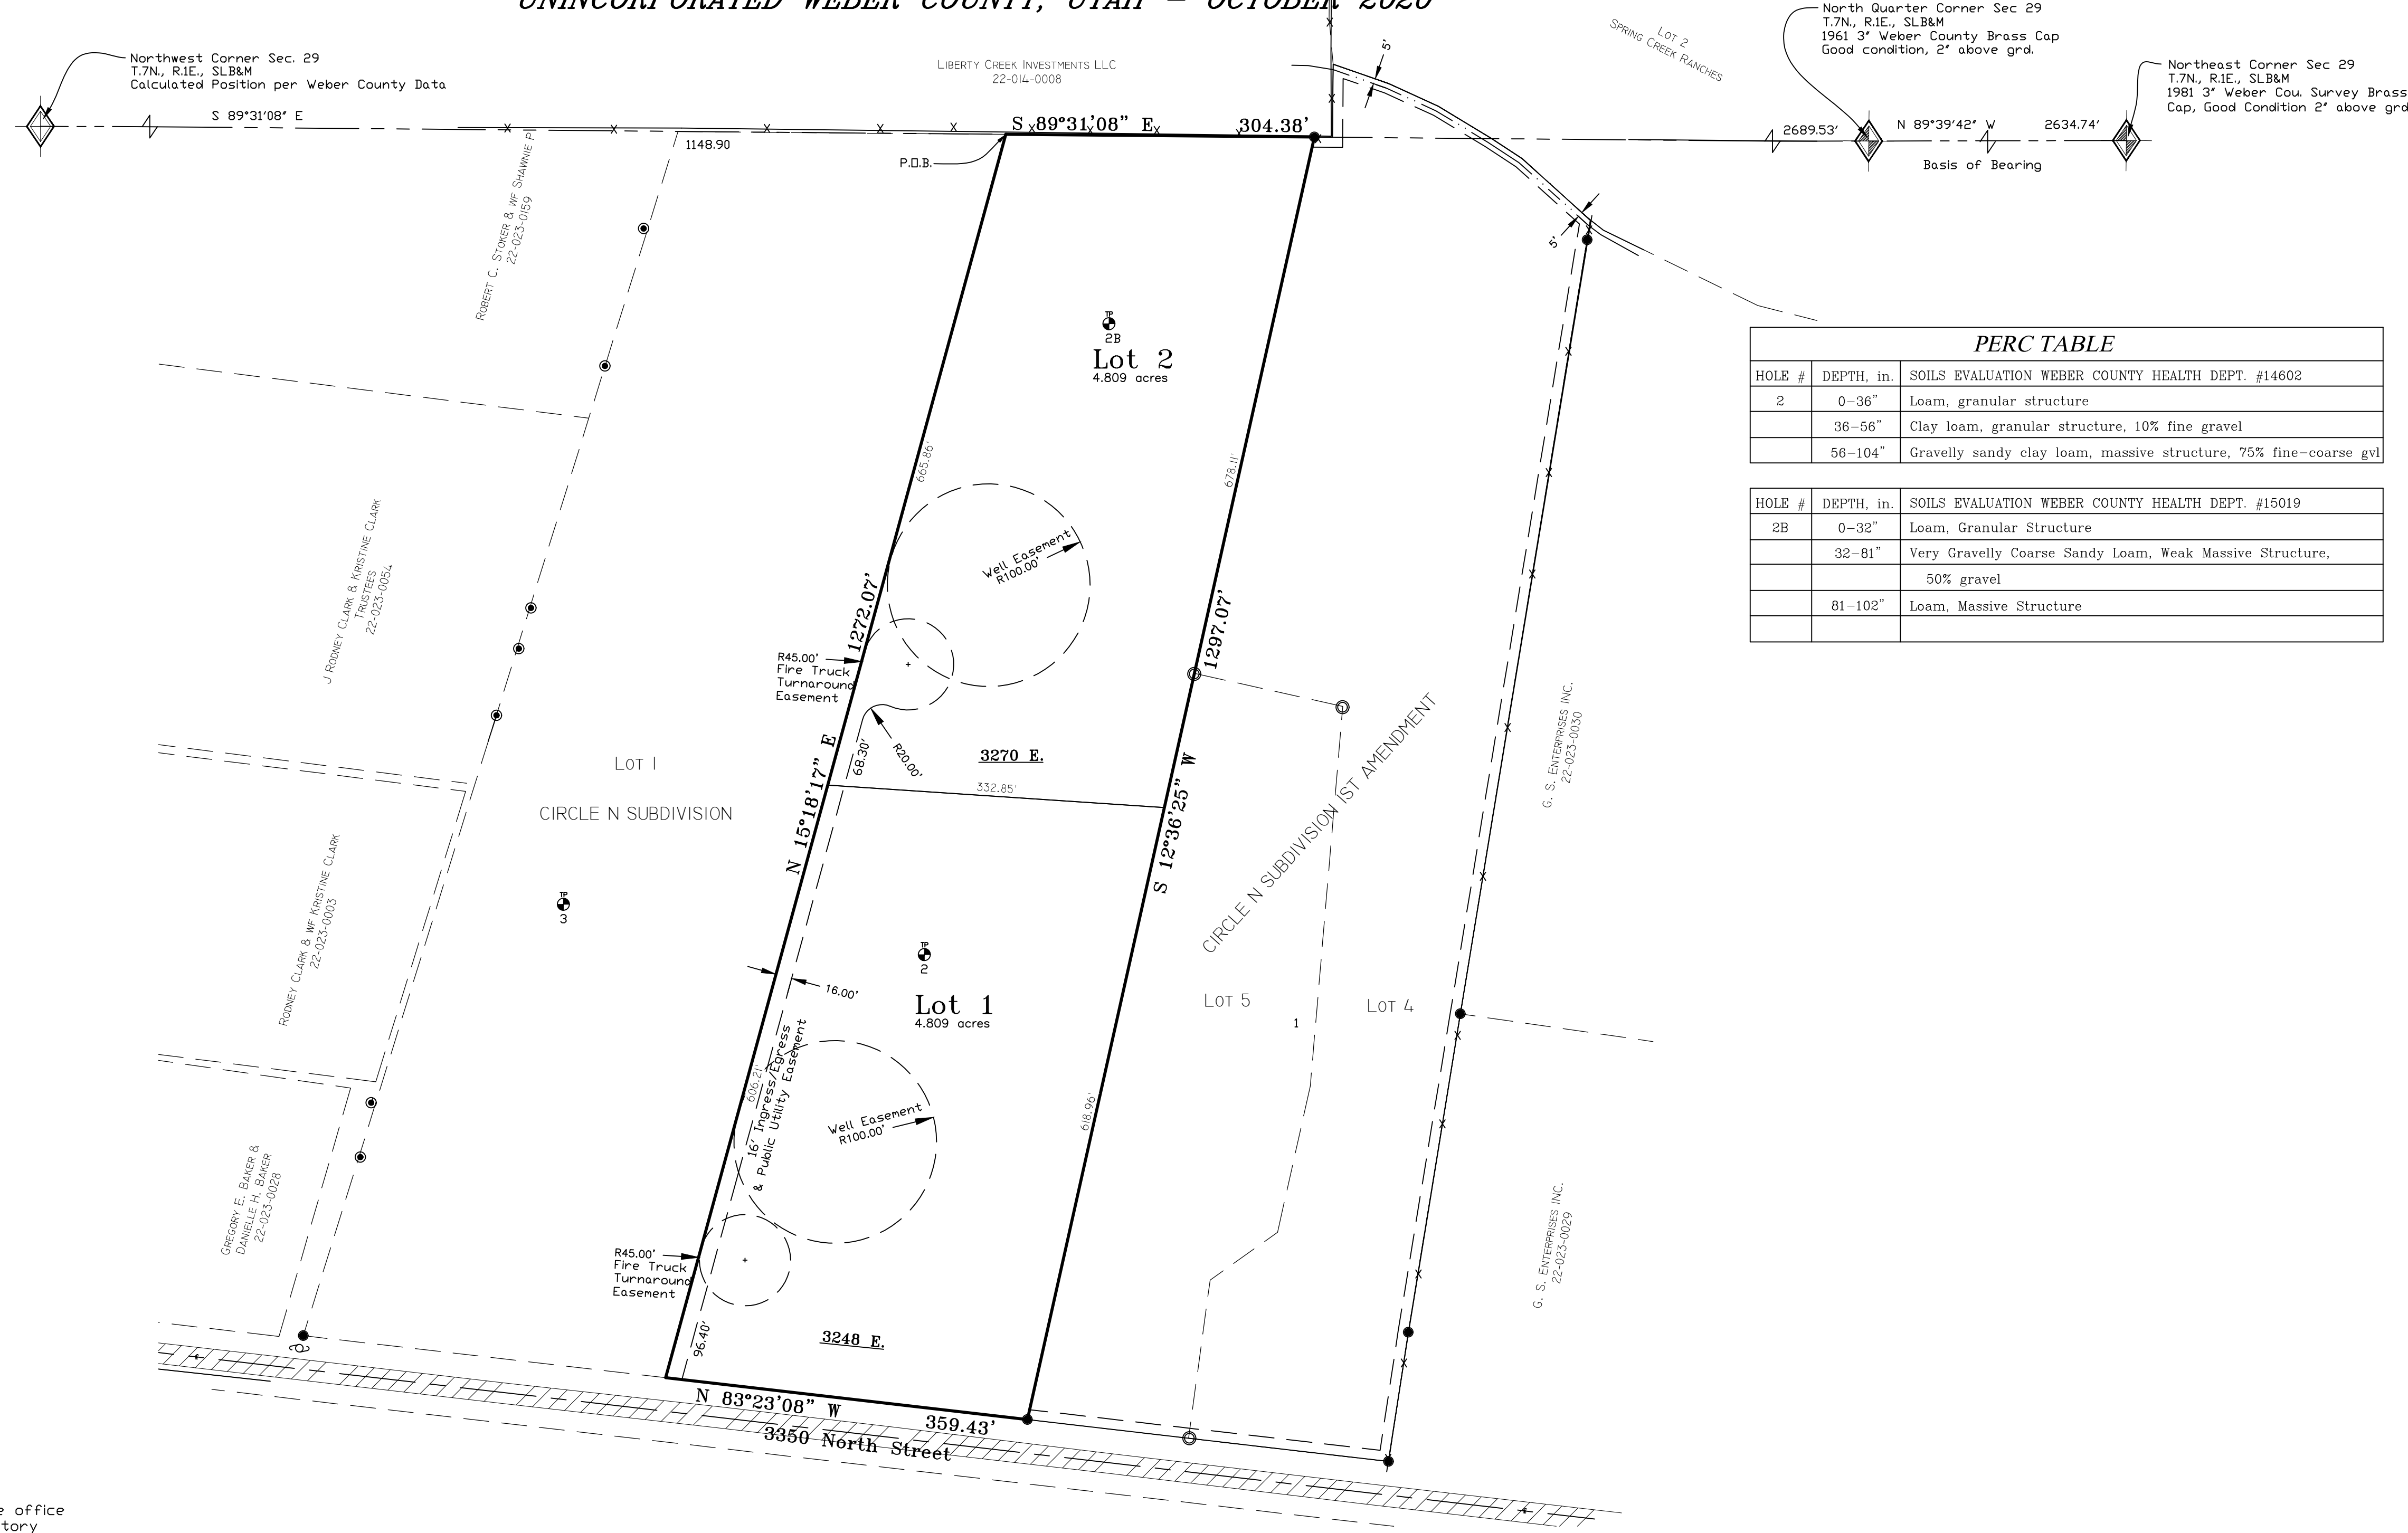 UNINCORPORATED WEBER COUNTY, UTAH – OCTOBER 2020
Northwest Corner Sec. 29
T.7N., R.1E., SLB&M
Calculated Position per Weber County Data
S 89°31'08" E
1148.90
P.O.B.
LIBERTY CREEK INVESTMENTS LLC
22-014-0008
S 89°31'08" E 304.38'
5'
LOT 2
SPRING CREEK RANCHES
North Quarter Corner Sec 29
T.7N., R.1E., SLB&M
1961 3" Weber County Brass Cap
Good condition, 2" above grd.
Northeast Corner Sec 29
T.7N., R.1E., SLB&M
1981 3" Weber Cou. Survey Brass
Cap, Good Condition 2" above grd
2689.53'
N 89°39'42" W 2634.74'
Basis of Bearing
5'
ROBERT C. STOKER & WF SHAWNIE P
22-023-0159
J RODNEY CLARK & KRISTINE CLARK
TRUSTEES
22-023-0054
RODNEY CLARK & WF KRISTINE CLARK
22-023-0003
GREGORY E. BAKER &
DANIELLE H. BAKER
22-023-0028
TP
2B
Lot 2
4.809 acres
665.86'
678.11'
Well Easement
R100.00'
1272.07'
1297.07'
R45.00'
Fire Truck
Turnaround
Easement
68.30'
R20.00'
3270 E.
332.85'
N 15°18'17" E
S 12°36'25" W
LOT 1
CIRCLE N SUBDIVISION
TP
3
TP
2
16.00'
Lot 1
4.809 acres
606.21'
16' Ingress/Egress
& Public Utility Easement
Well Easement
R100.00'
618.96'
R45.00'
Fire Truck
Turnaround
Easement
96.40'
3248 E.
N 83°23'08" W
359.43'
3350 North Street
CIRCLE N SUBDIVISION 1ST AMENDMENT
LOT 5
1
LOT 4
G. S. ENTERPRISES INC.
22-023-0030
G. S. ENTERPRISES INC.
22-023-0029
PERC TABLE
HOLE # DEPTH, in. SOILS EVALUATION WEBER COUNTY HEALTH DEPT. #14602
2 0-36" Loam, granular structure
36-56" Clay loam, granular structure, 10% fine gravel
56-104" Gravelly sandy clay loam, massive structure, 75% fine-coarse gvl
HOLE # DEPTH, in. SOILS EVALUATION WEBER COUNTY HEALTH DEPT. #15019
2B 0-32" Loam, Granular Structure
32-81" Very Gravelly Coarse Sandy Loam, Weak Massive Structure,
50% gravel
81-102" Loam, Massive Structure
office
tory